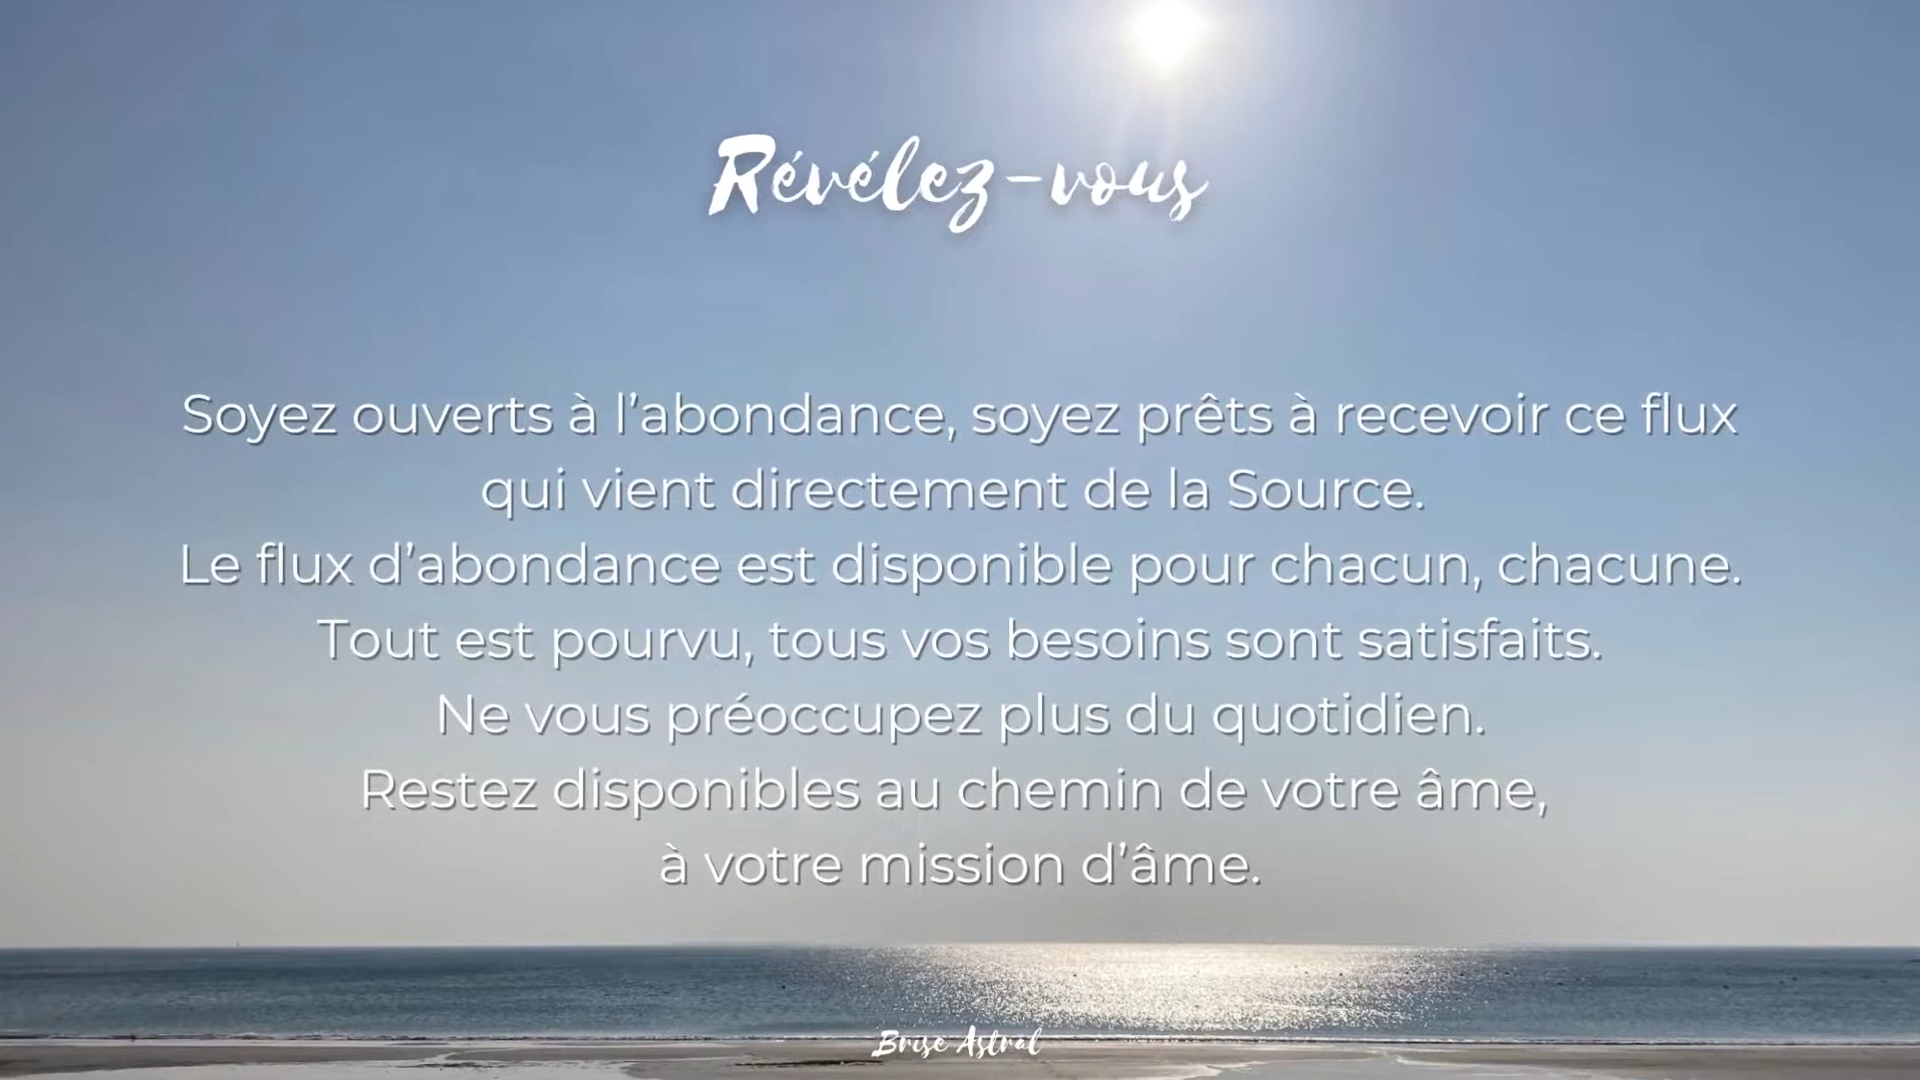 Révélez-vous
Soyez ouverts à l’abondance, soyez prêts à recevoir ce flux
qui vient directement de la Source.
Le flux d’abondance est disponible pour chacun, chacune.
Tout est pourvu, tous vos besoins sont satisfaits.
Ne vous préoccupez plus du quotidien.
Restez disponibles au chemin de votre âme,
à votre mission d’âme.
Brise Astral